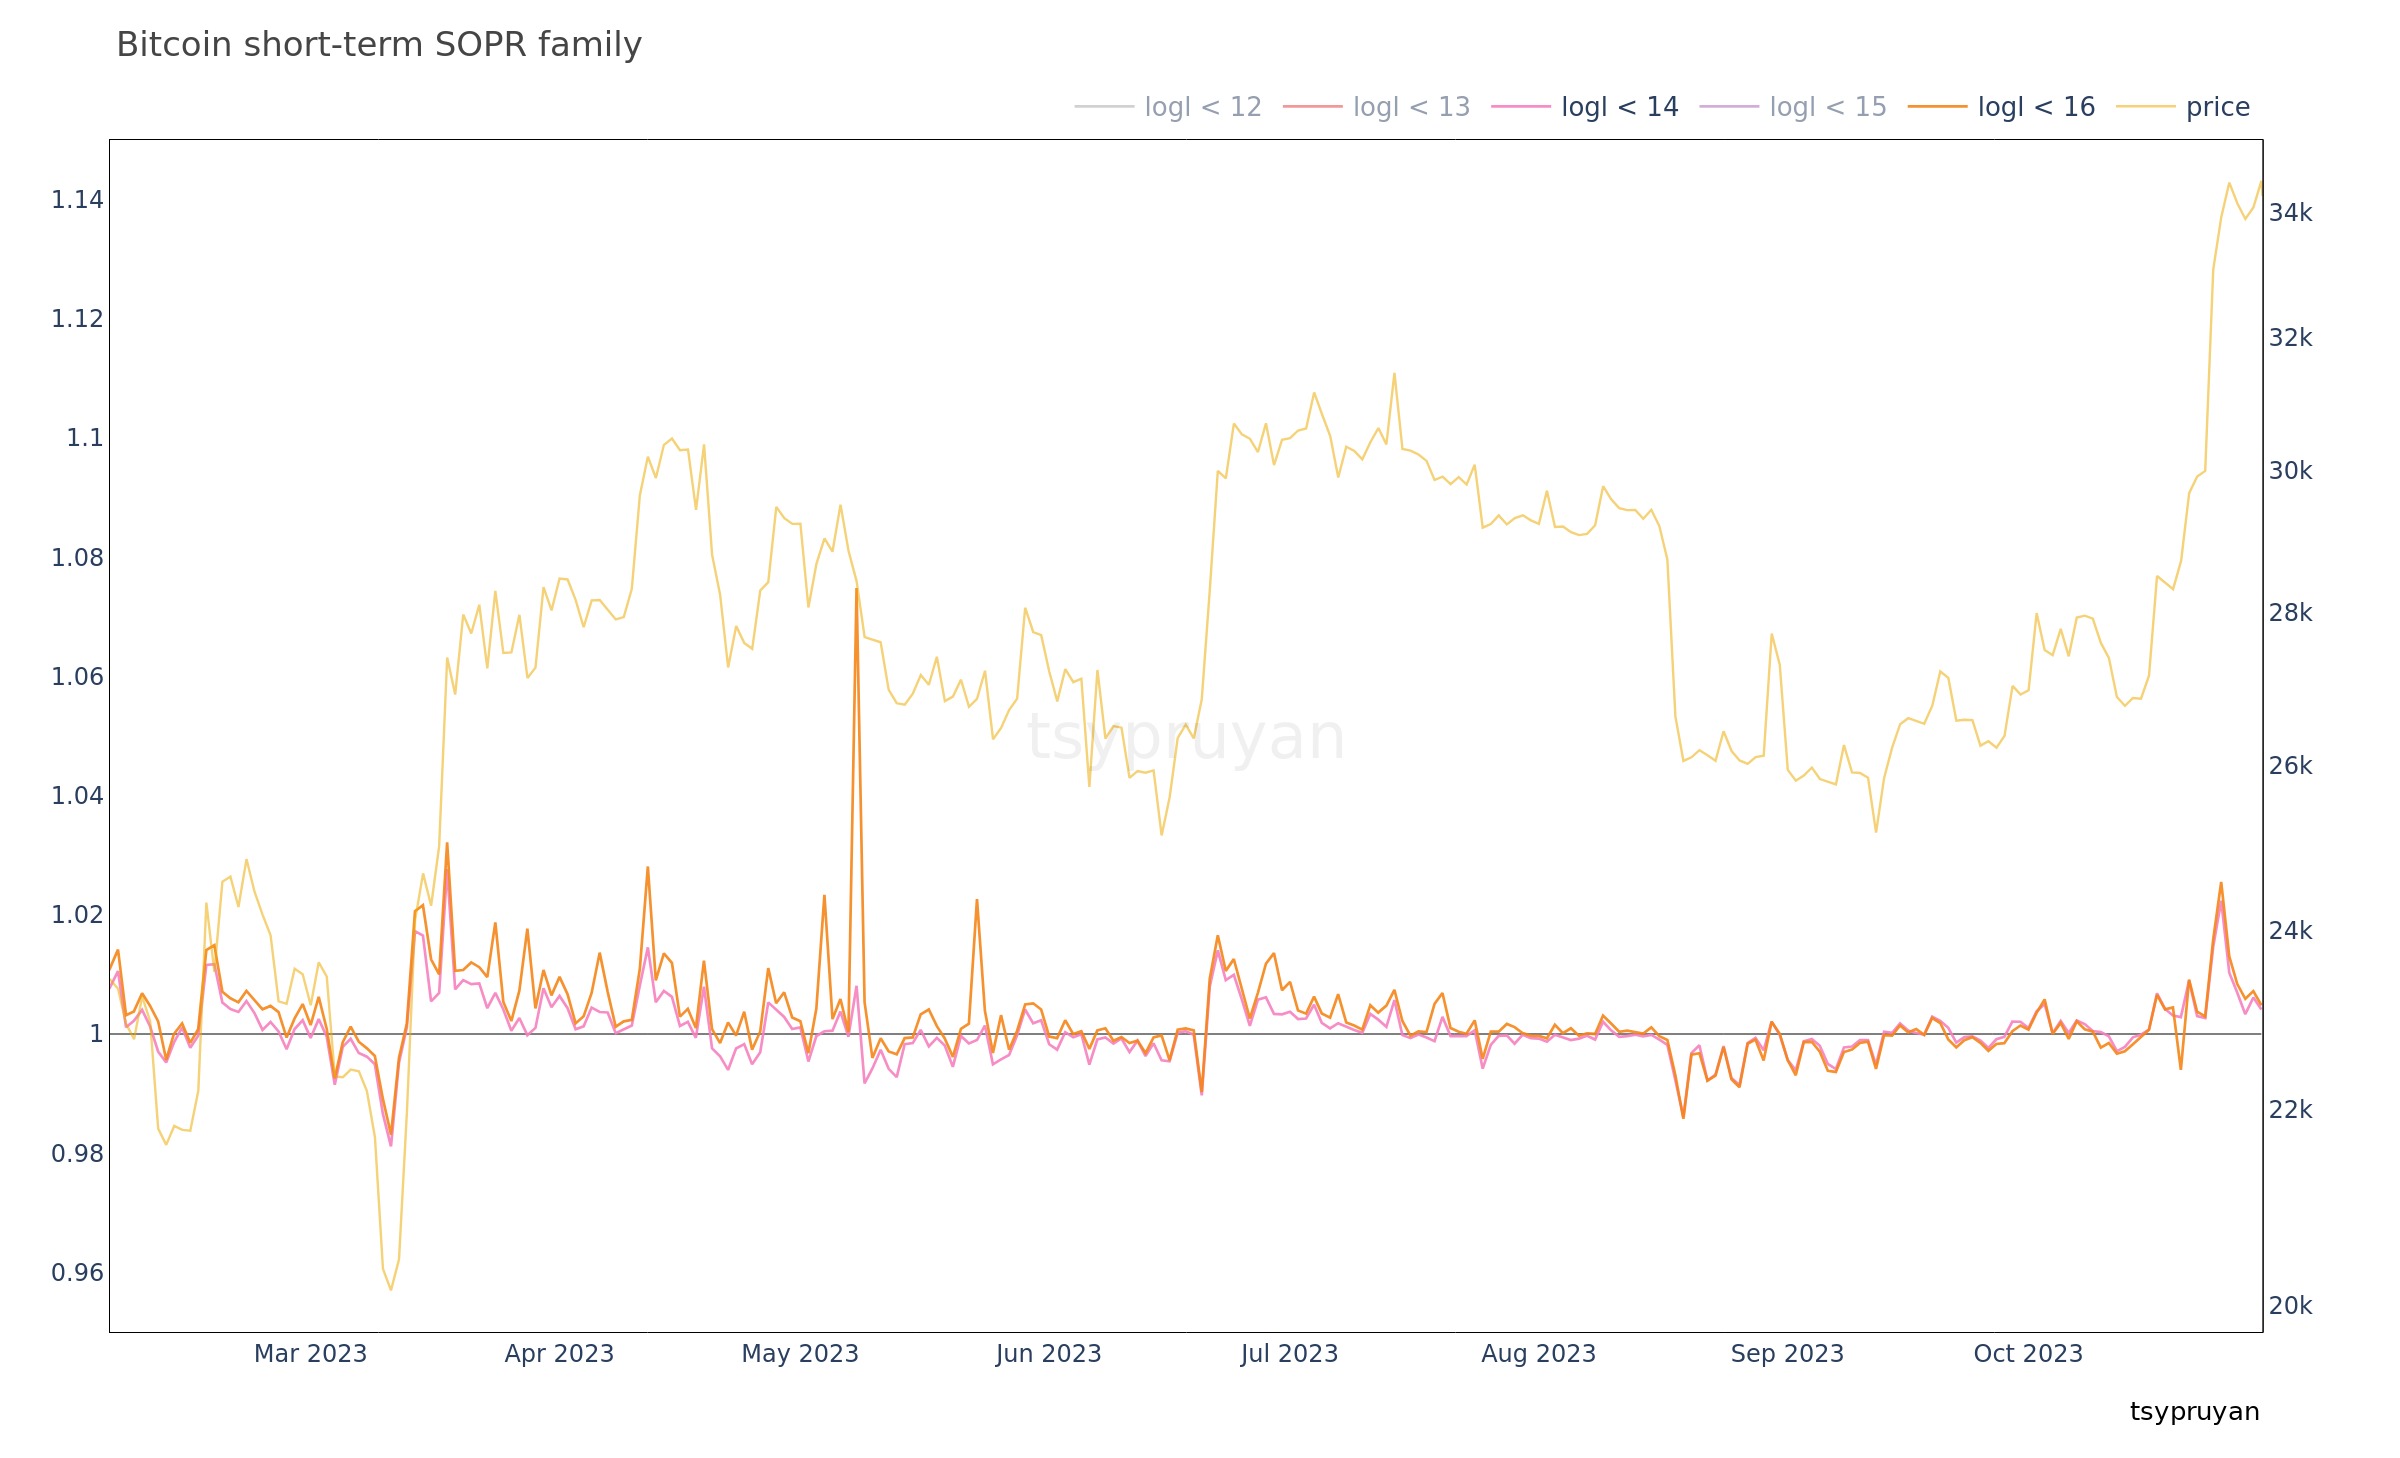 Bitcoin short-term SOPR family
logl < 12 logl < 13 logl < 14 logl < 15 logl < 16 price
1.14
1.12
1.1
1.08
1.06
1.04
1.02
1
0.98
0.96
34k
32k
30k
28k
26k
24k
22k
20k
tsypruyan
Mar 2023 Apr 2023 May 2023 Jun 2023 Jul 2023 Aug 2023 Sep 2023 Oct 2023
tsypruyan